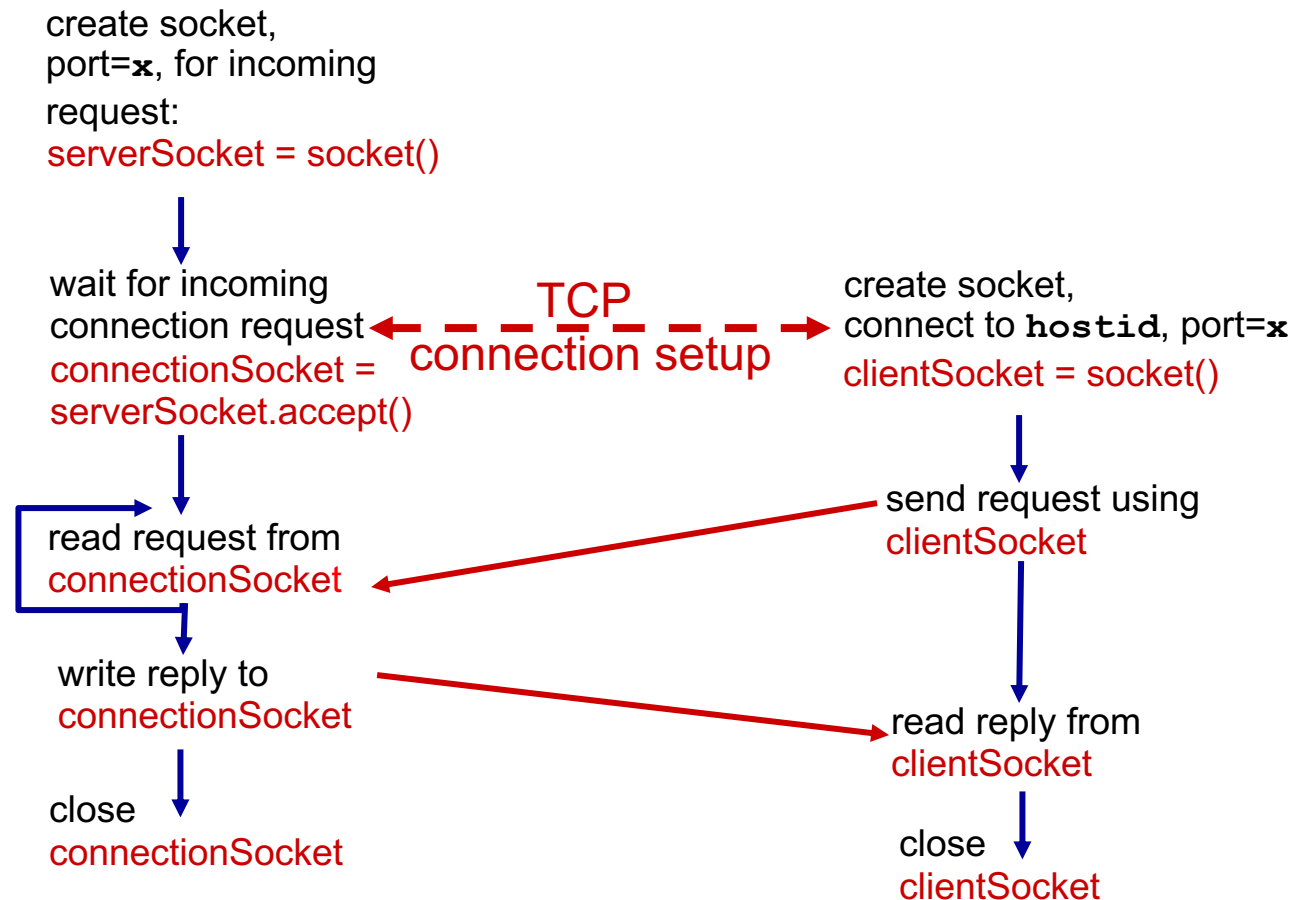 create socket,
port=x, for incoming
request:
serverSocket = socket()
wait for incoming
connection request
connectionSocket =
serverSocket.accept()
TCP
connection setup
create socket,
connect to hostid, port=x
clientSocket = socket()
read request from
connectionSocket
send request using
clientSocket
write reply to
connectionSocket
read reply from
clientSocket
close
connectionSocket
close
clientSocket